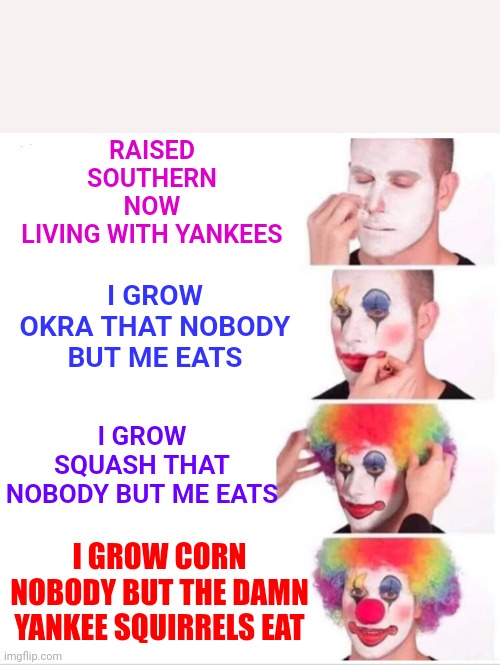 RAISED
SOUTHERN
NOW
LIVING WITH YANKEES
I GROW
OKRA THAT NOBODY
BUT ME EATS
I GROW
SQUASH THAT
NOBODY BUT ME EATS
I GROW CORN
NOBODY BUT THE DAMN
YANKEE SQUIRRELS EAT
imgflip.com